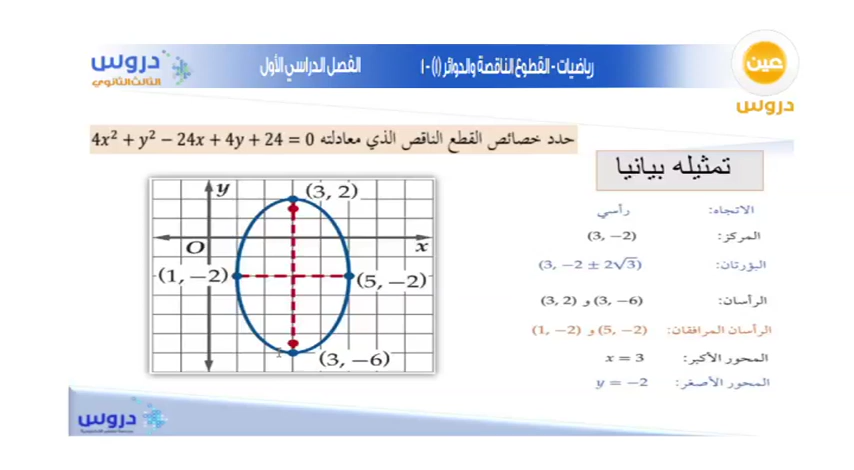 دروس
الثالث الثانوي
الفصل الدراسي الأول
رياضيات - القطوع الناقصة والدوائر (١) - ١
عين
دروس
حدد خصائص القطع الناقص الذي معادلته 4x² + y² − 24x + 4y + 24 = 0
تمثيله بيانيا
الاتجاه: رأسي
المركز: (3, −2)
البؤرتان: (3, −2 ± 2√3)
الرأسان: (3, −6) و (3, 2)
الرأسان المرافقان: (5, −2) و (1, −2)
المحور الأكبر: x = 3
المحور الأصغر: y = −2
y
(3, 2)
O
x
(1, −2)
(5, −2)
(3, −6)
دروس